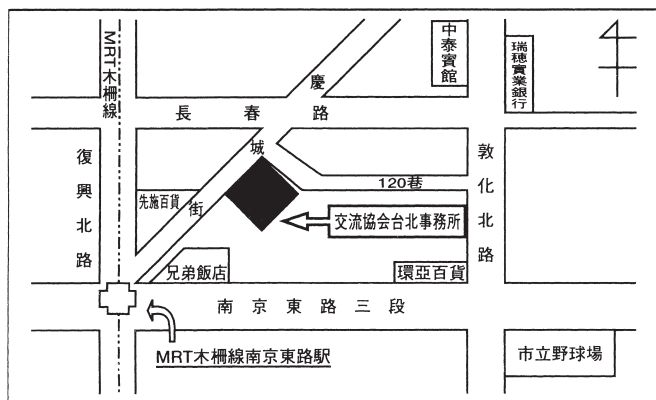 MRT木柵線
中泰賓館
瑞穂實業銀行
慶城街
長春路
復興北路
敦化北路
120巷
先施百貨
交流協会台北事務所
兄弟飯店
環亞百貨
南京東路三段
MRT木柵線南京東路駅
市立野球場